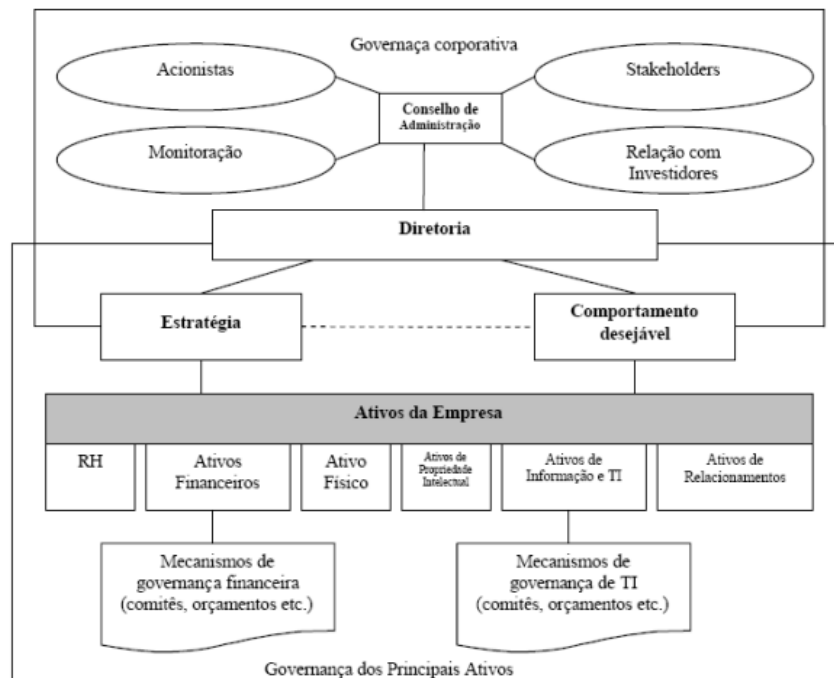 Governaça corporativa
Acionistas
Stakeholders
Conselho de
Administração
Monitoração
Relação com
Investidores
Diretoria
Estratégia
Comportamento
desejável
Ativos da Empresa
RH
Ativos
Financeiros
Ativo
Físico
Ativos de
Propriedade
Intelectual
Ativos de
Informação e TI
Ativos de
Relacionamentos
Mecanismos de
governança financeira
(comitês, orçamentos etc.)
Mecanismos de
governança de TI
(comitês, orçamentos etc.)
Governança dos Principais Ativos